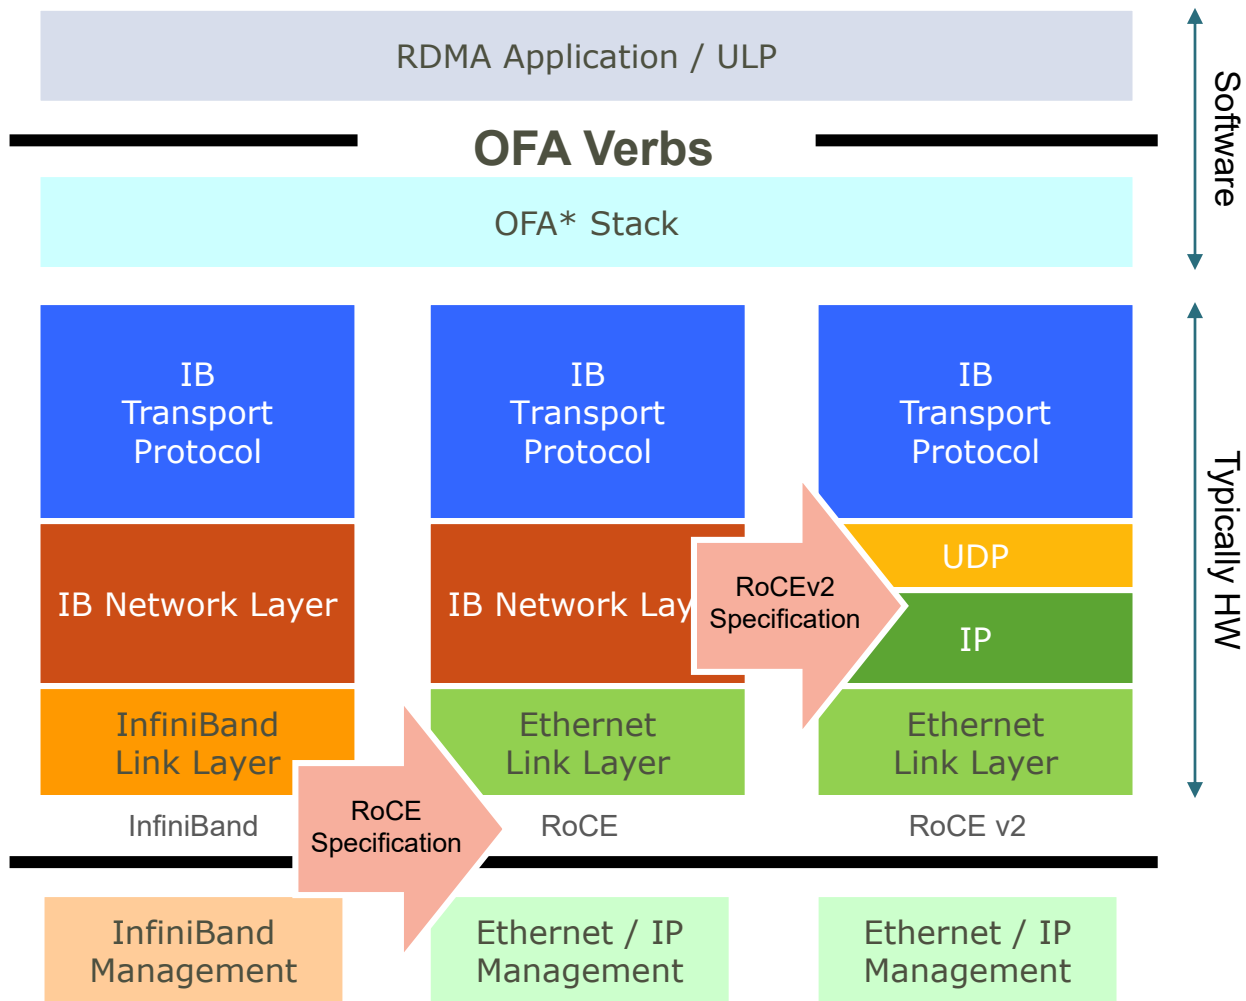 RDMA Application / ULP
OFA Verbs
OFA* Stack
Software
IB
Transport
Protocol
IB
Transport
Protocol
IB
Transport
Protocol
IB Network Layer
IB Network Lay
RoCEv2
Specification
UDP
IP
Typically HW
InfiniBand
Link Layer
Ethernet
Link Layer
Ethernet
Link Layer
RoCE
Specification
InfiniBand
RoCE
RoCE v2
InfiniBand
Management
Ethernet / IP
Management
Ethernet / IP
Management